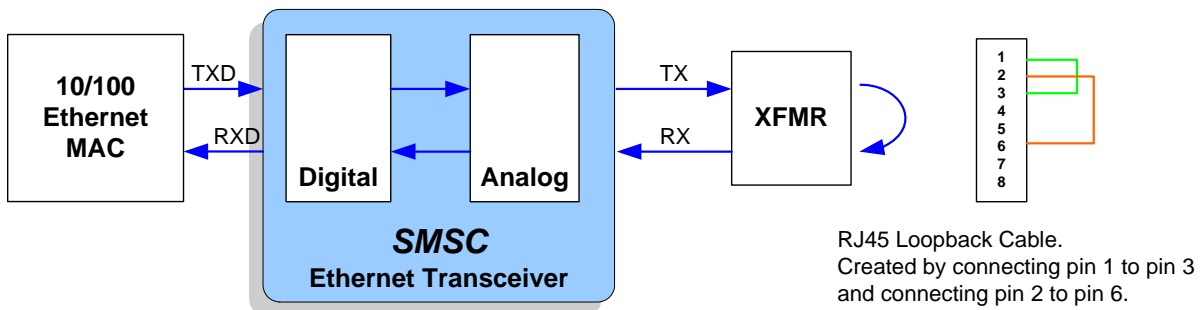 10/100
Ethernet
MAC
TXD
RXD
Digital
Analog
SMSC
Ethernet Transceiver
TX
RX
XFMR
1
2
3
4
5
6
7
8
RJ45 Loopback Cable.
Created by connecting pin 1 to pin 3
and connecting pin 2 to pin 6.